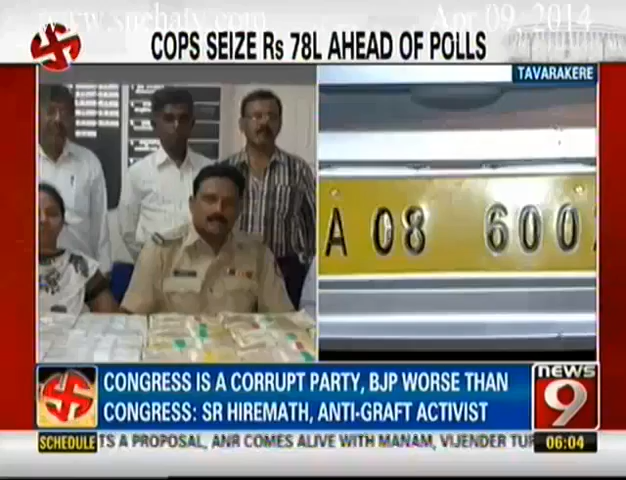 www.snehatv.com
Apr 09, 2014
COPS SEIZE Rs 78L AHEAD OF POLLS
TAVARAKERE
A 08 600
CONGRESS IS A CORRUPT PARTY, BJP WORSE THAN
CONGRESS: SR HIREMATH, ANTI-GRAFT ACTIVIST
NEWS
9
SCHEDULE
TS A PROPOSAL, ANR COMES ALIVE WITH MANAM, VIJENDER
06:04